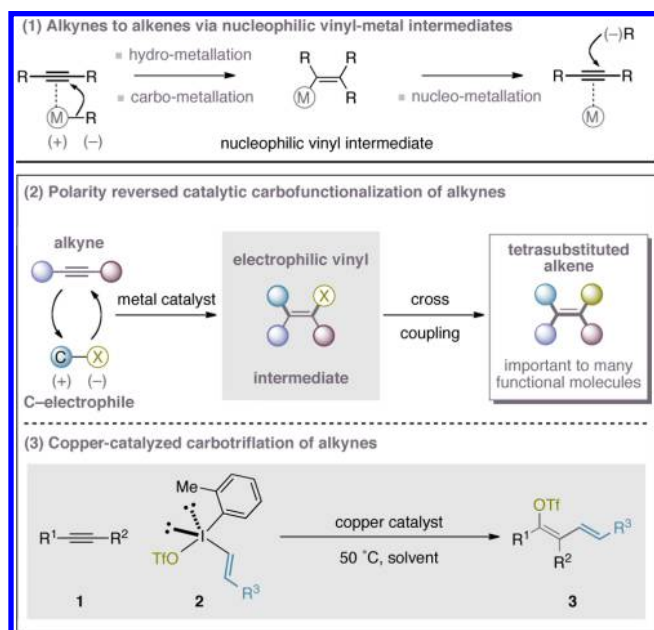 (1) Alkynes to alkenes via nucleophilic vinyl-metal intermediates
R R
M R
(+) (−)
hydro-metallation
carbo-metallation
R R
M R
nucleophilic vinyl intermediate
nucleo-metallation
(−)R
R R
M
(2) Polarity reversed catalytic carbofunctionalization of alkynes
alkyne
C X
(+) (−)
C–electrophile
metal catalyst
electrophilic vinyl
X
intermediate
cross
coupling
tetrasubstituted
alkene
important to many
functional molecules
(3) Copper-catalyzed carbotriflation of alkynes
R¹ R²
1
Me
I
TfO
R³
2
copper catalyst
50 ˚C, solvent
OTf
R¹ R³
R²
3